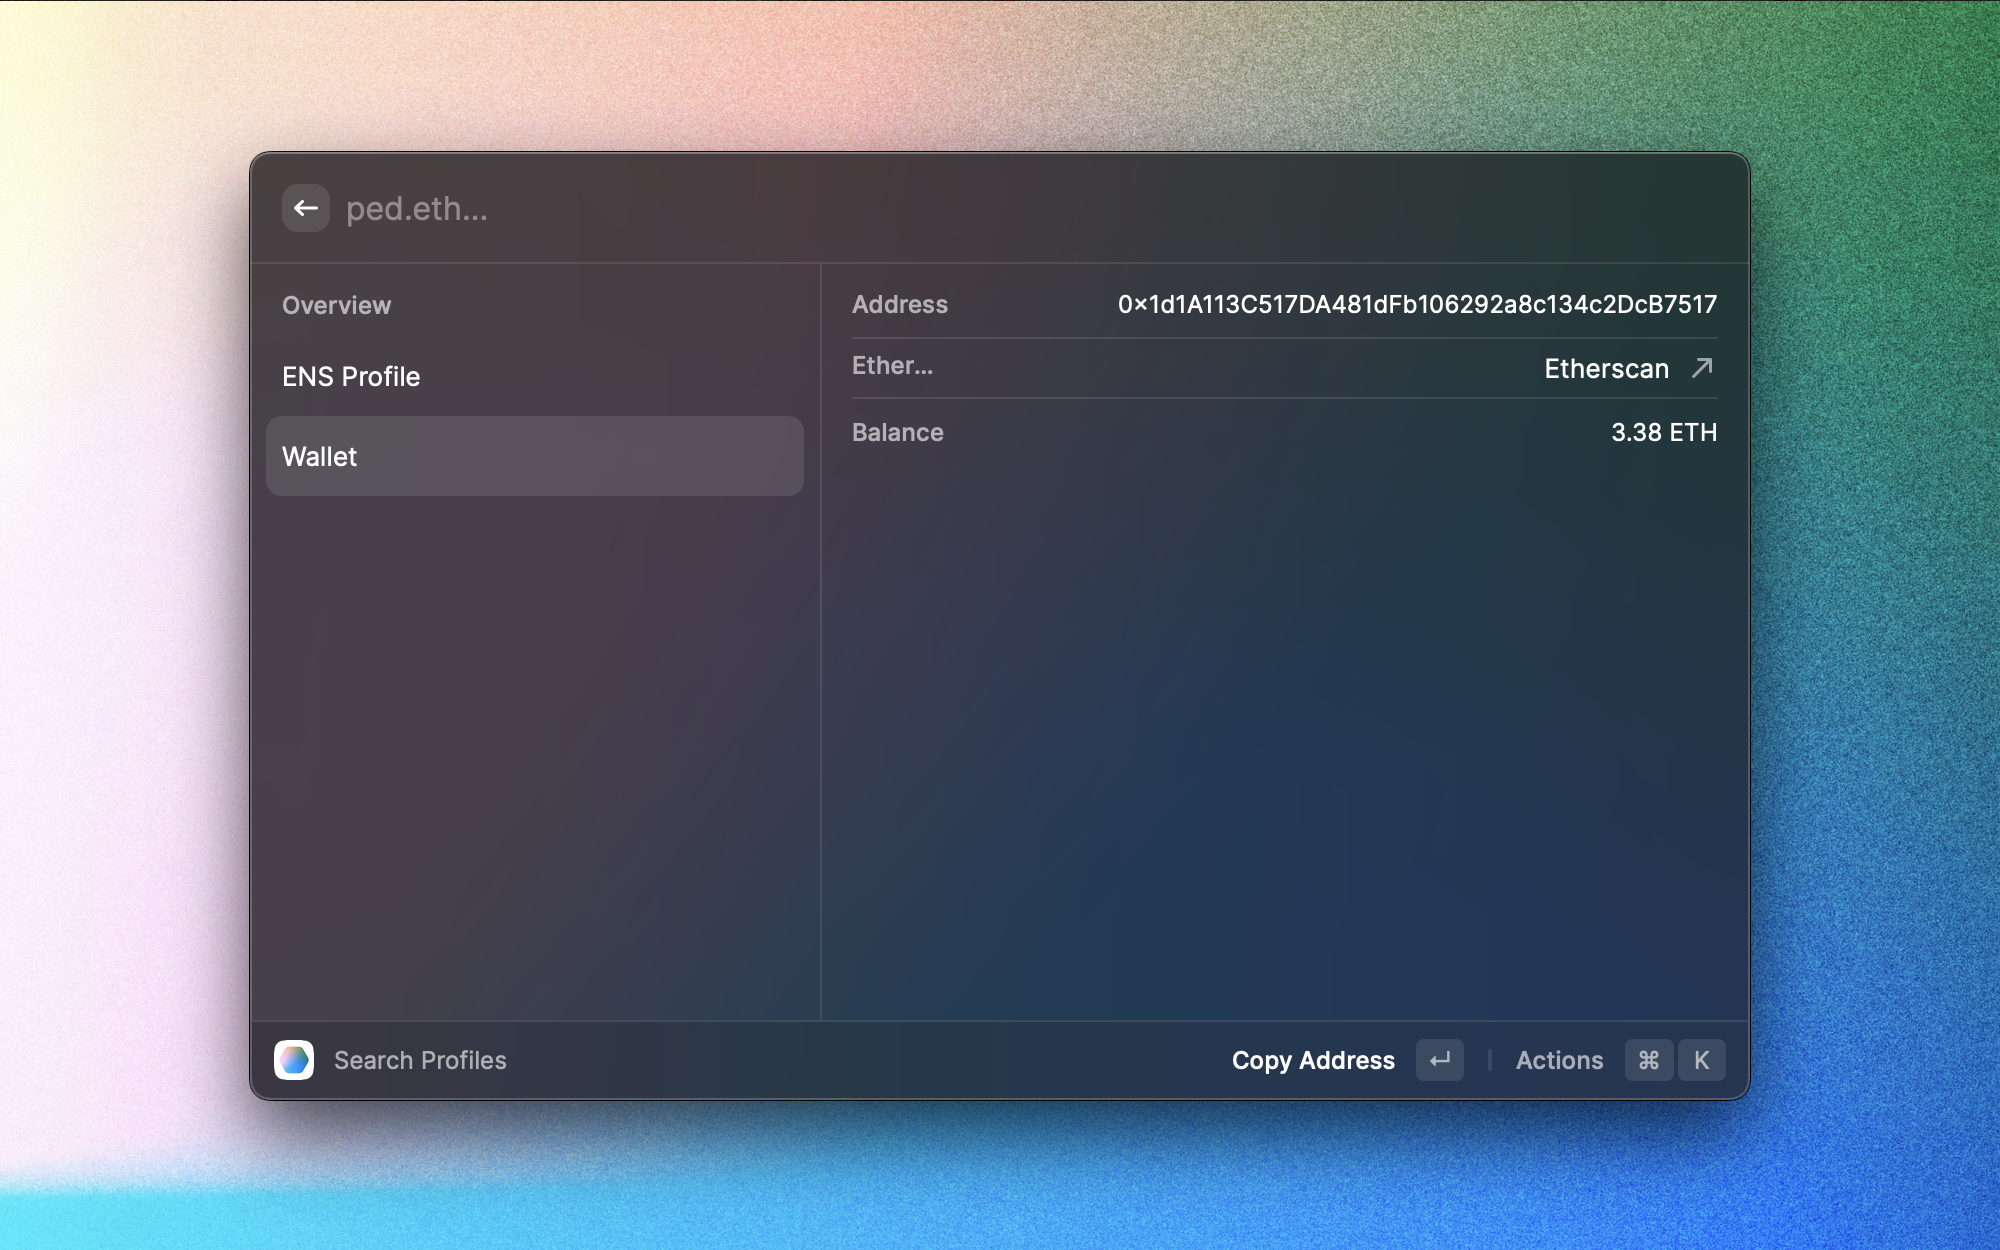 ped.eth...
Overview
ENS Profile
Wallet
Address 0×1d1A113C517DA481dFb106292a8c134c2DcB7517
Ether... Etherscan
Balance 3.38 ETH
Search Profiles Copy Address Actions ⌘ K